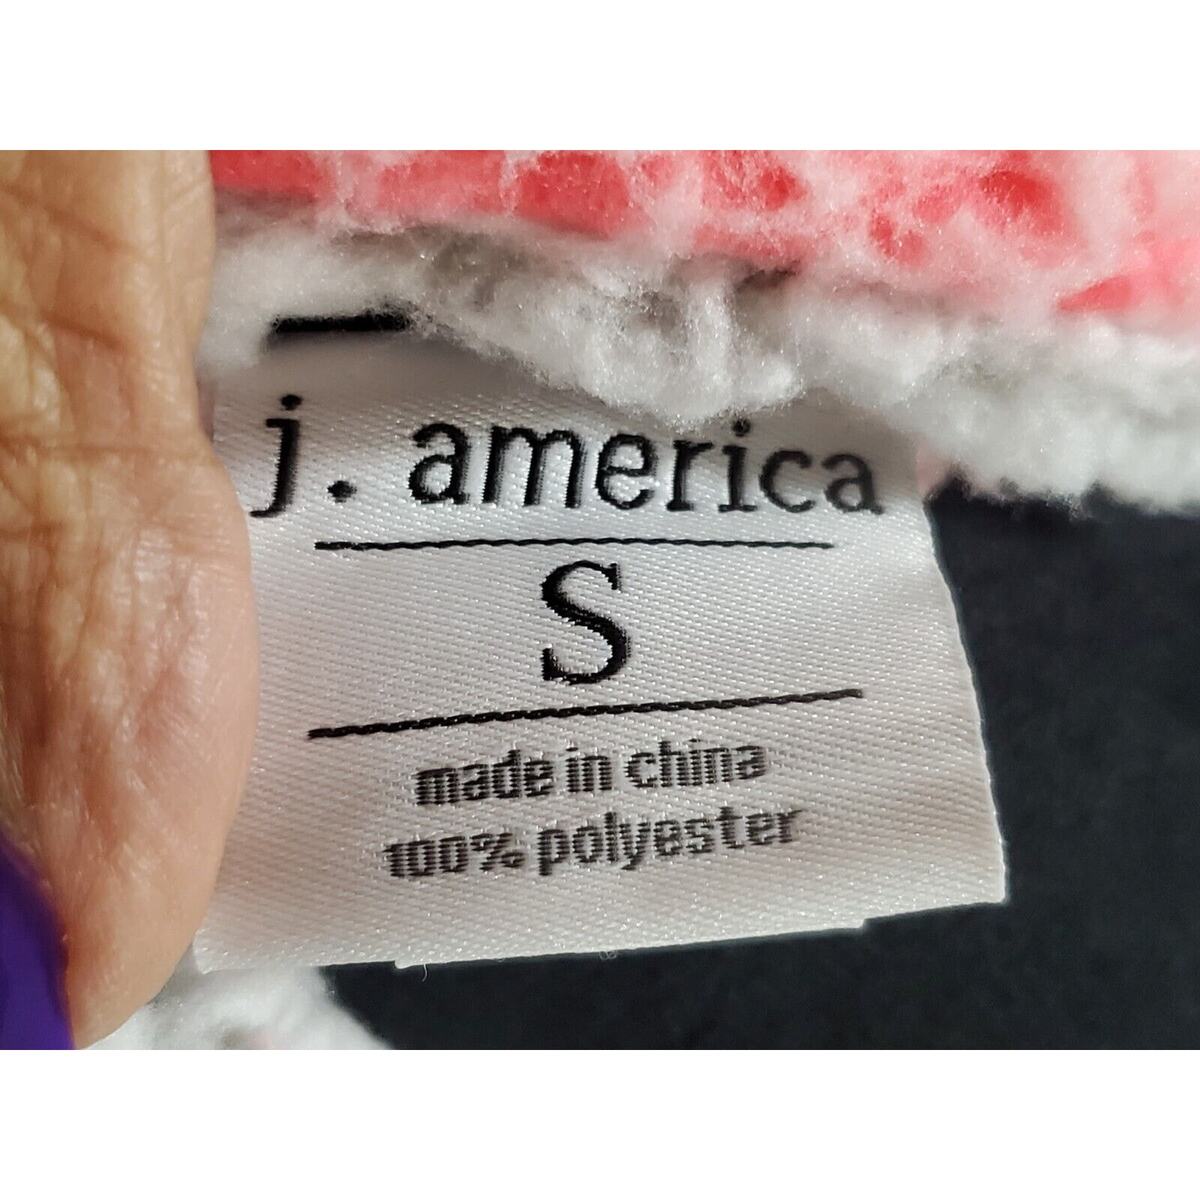 j. america
S
made in china
100% polyester